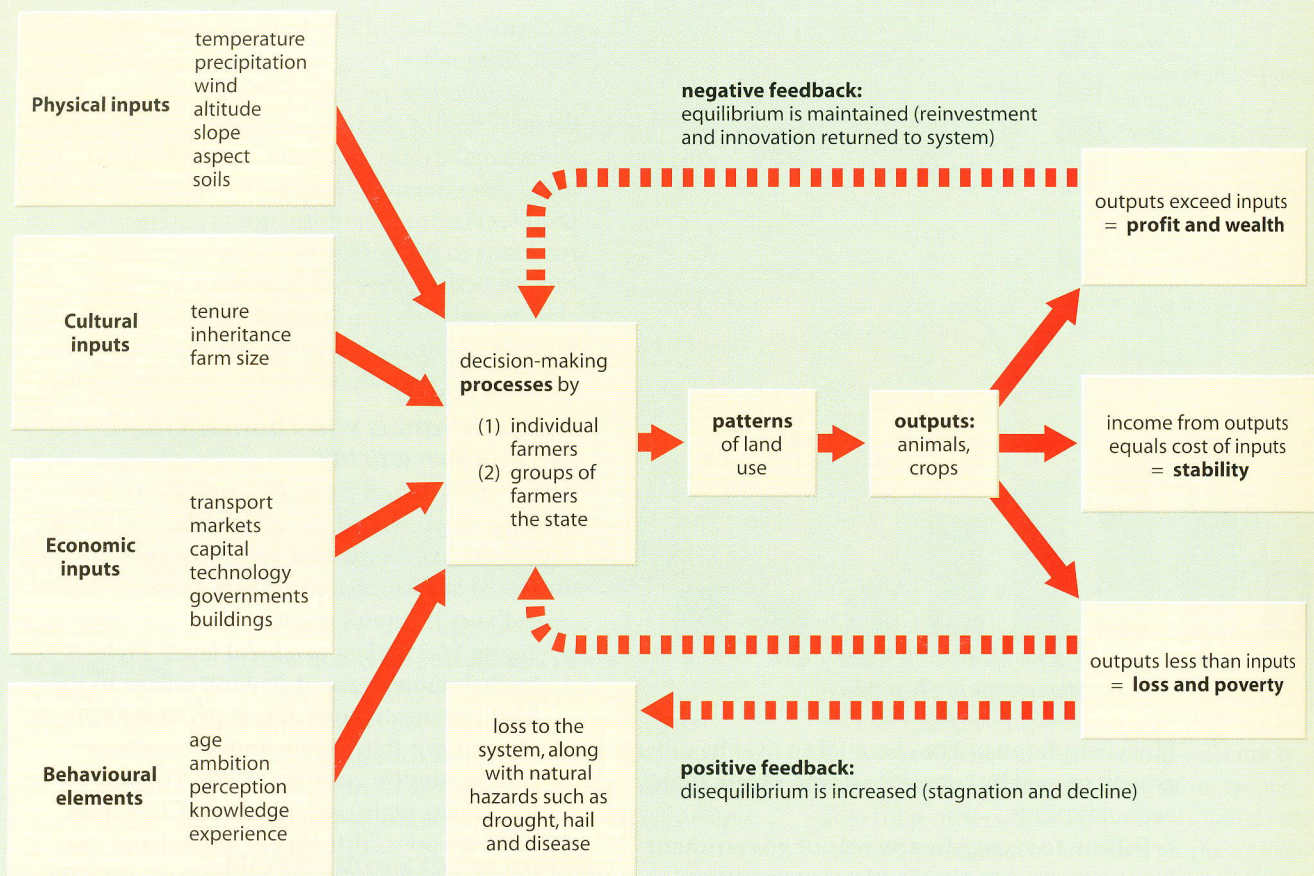 Physical inputs
temperature
precipitation
wind
altitude
slope
aspect
soils
Cultural
inputs
tenure
inheritance
farm size
Economic
inputs
transport
markets
capital
technology
governments
buildings
Behavioural
elements
age
ambition
perception
knowledge
experience
negative feedback:
equilibrium is maintained (reinvestment
and innovation returned to system)
decision-making
processes by
(1) individual
farmers
(2) groups of
farmers
the state
patterns
of land
use
outputs:
animals,
crops
outputs exceed inputs
= profit and wealth
income from outputs
equals cost of inputs
= stability
outputs less than inputs
= loss and poverty
loss to the
system, along
with natural
hazards such as
drought, hail
and disease
positive feedback:
disequilibrium is increased (stagnation and decline)